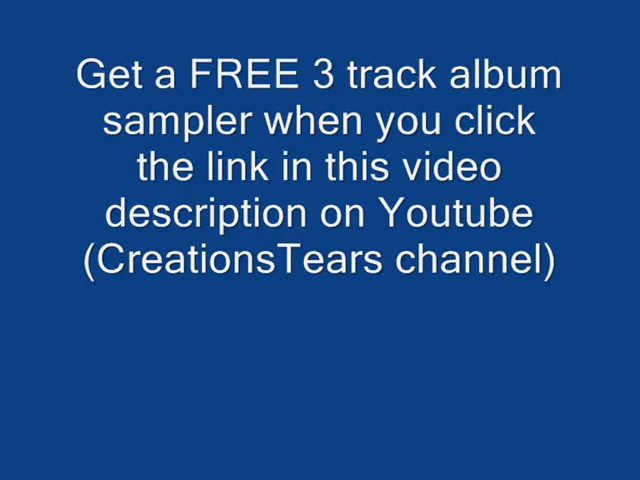 Get a FREE 3 track album
sampler when you click
the link in this video
description on Youtube
(CreationsTears channel)